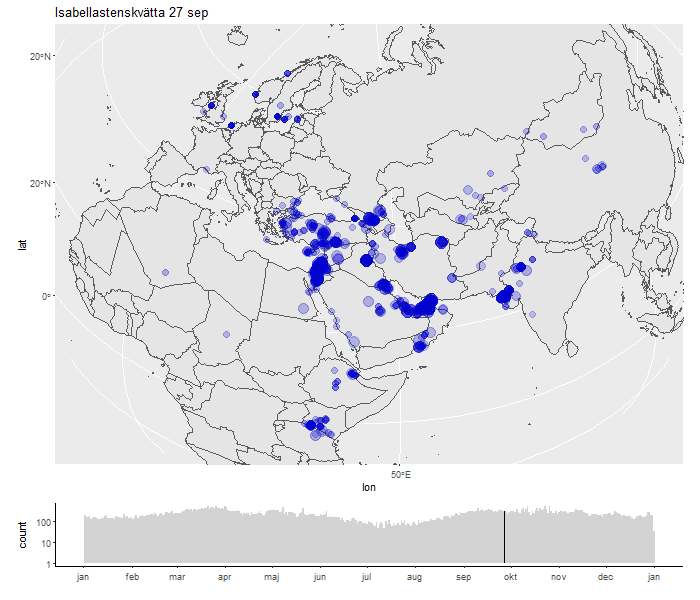 Isabellastenskvätta 27 sep
20°N
20°N
0°
lat
50°E
lon
count
100
10
1
jan feb mar apr maj jun jul aug sep okt nov dec jan